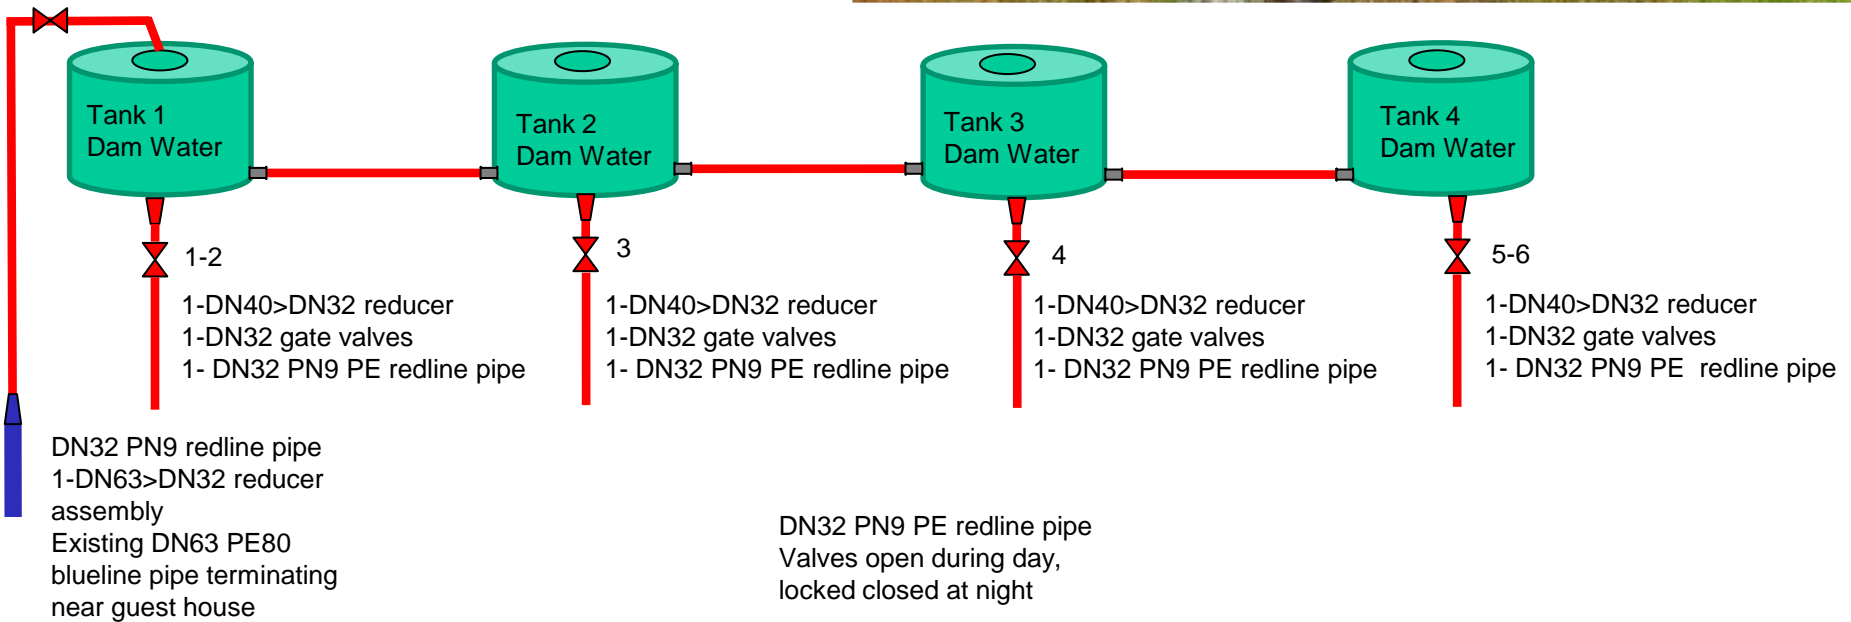 Tank 1
Dam Water
Tank 2
Dam Water
Tank 3
Dam Water
Tank 4
Dam Water
1-2
3
4
5-6
1-DN40>DN32 reducer
1-DN32 gate valves
1- DN32 PN9 PE redline pipe
1-DN40>DN32 reducer
1-DN32 gate valves
1- DN32 PN9 PE redline pipe
1-DN40>DN32 reducer
1-DN32 gate valves
1- DN32 PN9 PE redline pipe
1-DN40>DN32 reducer
1-DN32 gate valves
1- DN32 PN9 PE redline pipe
DN32 PN9 redline pipe
1-DN63>DN32 reducer
assembly
Existing DN63 PE80
blueline pipe terminating
near guest house
DN32 PN9 PE redline pipe
Valves open during day,
locked closed at night